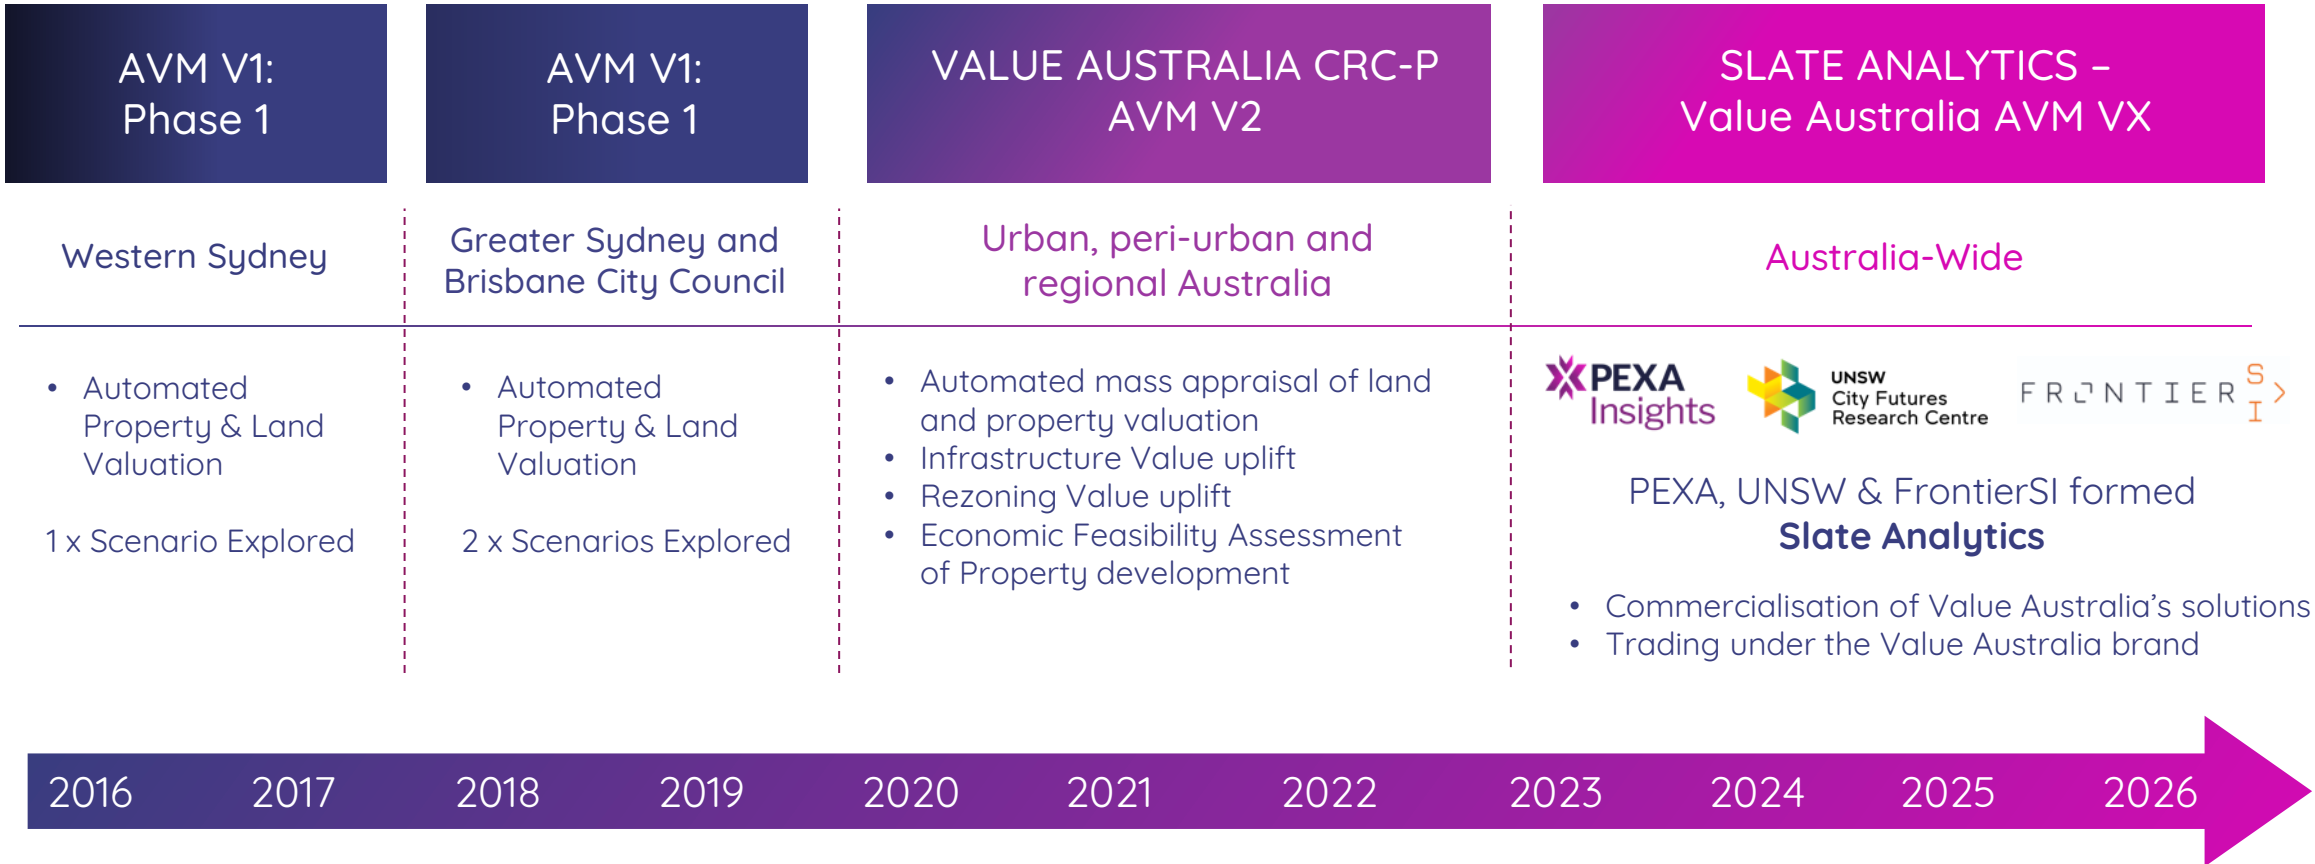 AVM V1:
Phase 1
AVM V1:
Phase 1
VALUE AUSTRALIA CRC-P
AVM V2
SLATE ANALYTICS –
Value Australia AVM VX
Western Sydney
Greater Sydney and
Brisbane City Council
Urban, peri-urban and
regional Australia
Australia-Wide
• Automated
Property & Land
Valuation
1 x Scenario Explored
• Automated
Property & Land
Valuation
2 x Scenarios Explored
• Automated mass appraisal of land
and property valuation
• Infrastructure Value uplift
• Rezoning Value uplift
• Economic Feasibility Assessment
of Property development
PEXA
Insights
UNSW
City Futures
Research Centre
FRONTIER SI
PEXA, UNSW & FrontierSI formed
Slate Analytics
• Commercialisation of Value Australia’s solutions
• Trading under the Value Australia brand
2016 2017 2018 2019 2020 2021 2022 2023 2024 2025 2026